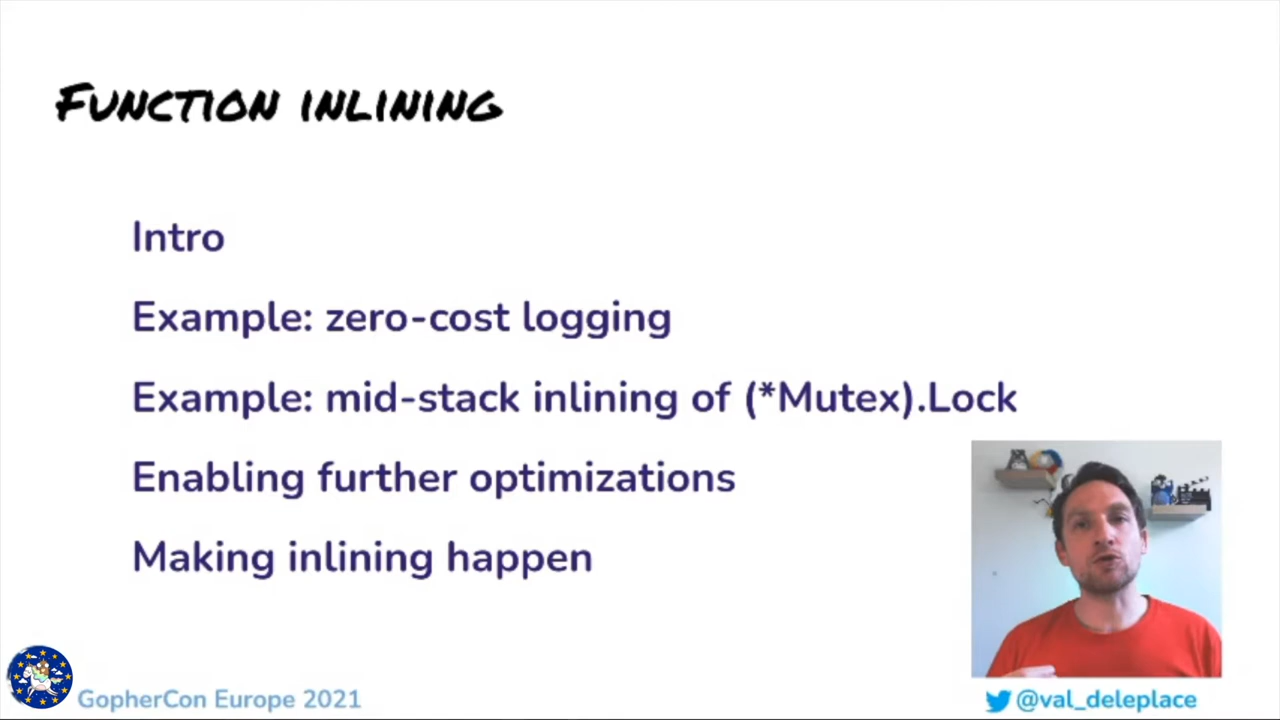 Function inlining
Intro
Example: zero-cost logging
Example: mid-stack inlining of (*Mutex).Lock
Enabling further optimizations
Making inlining happen
GopherCon Europe 2021
@val_deleplace